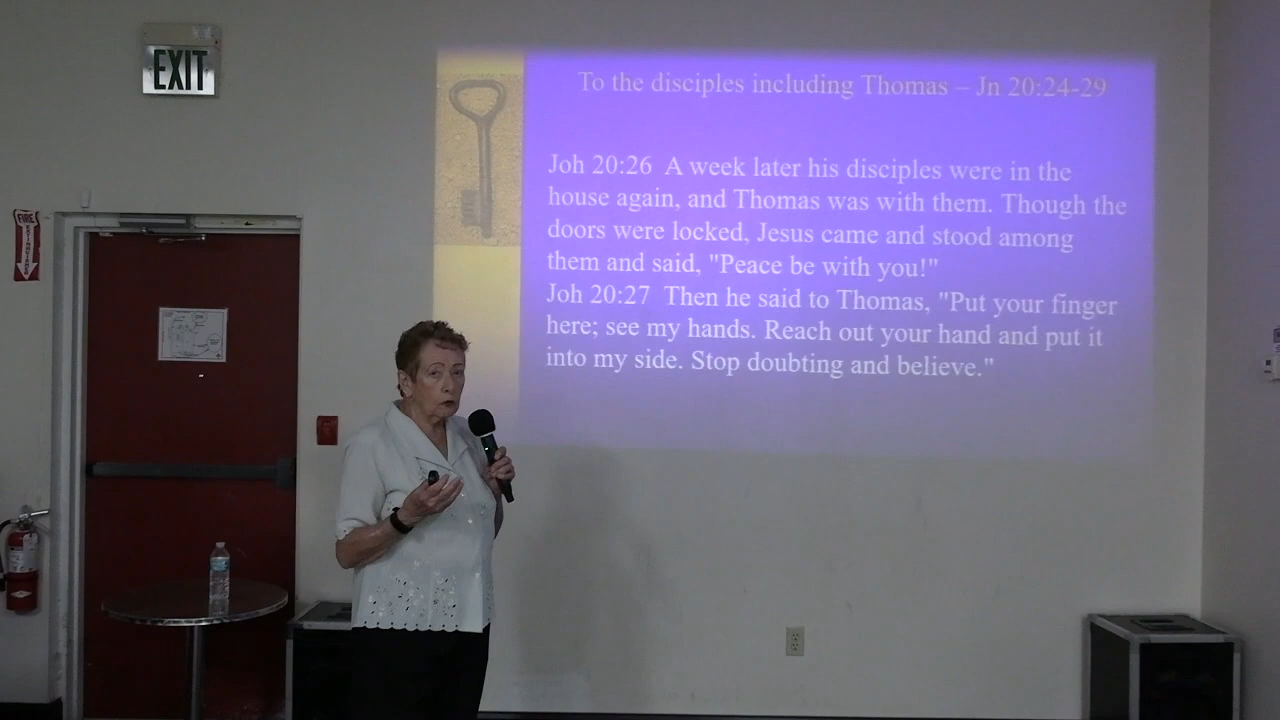 EXIT
To the disciples including Thomas – Jn 20:24-29
Joh 20:26 A week later his disciples were in the
house again, and Thomas was with them. Though the
doors were locked, Jesus came and stood among
them and said, "Peace be with you!"
Joh 20:27 Then he said to Thomas, "Put your finger
here; see my hands. Reach out your hand and put it
into my side. Stop doubting and believe."
FIRE
EXTINGUISHER